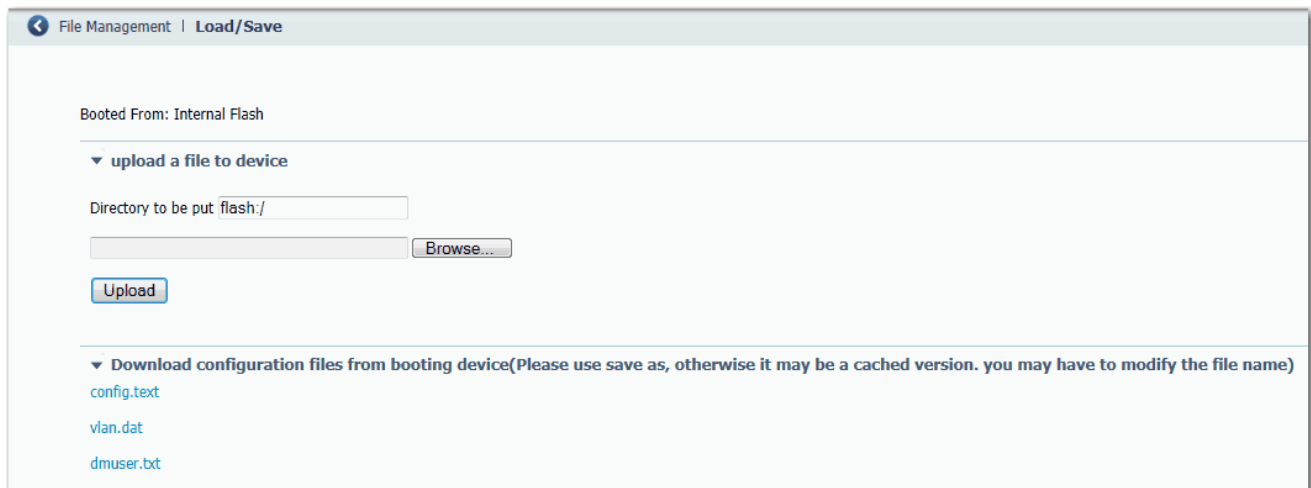 File Management | Load/Save
Booted From: Internal Flash
upload a file to device
Directory to be put flash:/
Browse...
Upload
Download configuration files from booting device(Please use save as, otherwise it may be a cached version. you may have to modify the file name)
config.text
vlan.dat
dmuser.txt